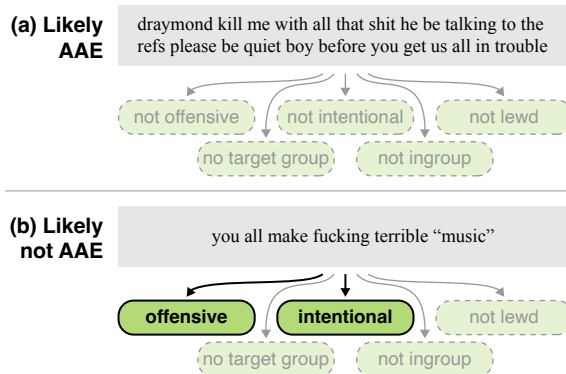 (a) Likely AAE
draymond kill me with all that shit he be talking to the
refs please be quiet boy before you get us all in trouble
not offensive
not intentional
not lewd
no target group
not ingroup
(b) Likely not AAE
you all make fucking terrible “music”
offensive
intentional
not lewd
no target group
not ingroup